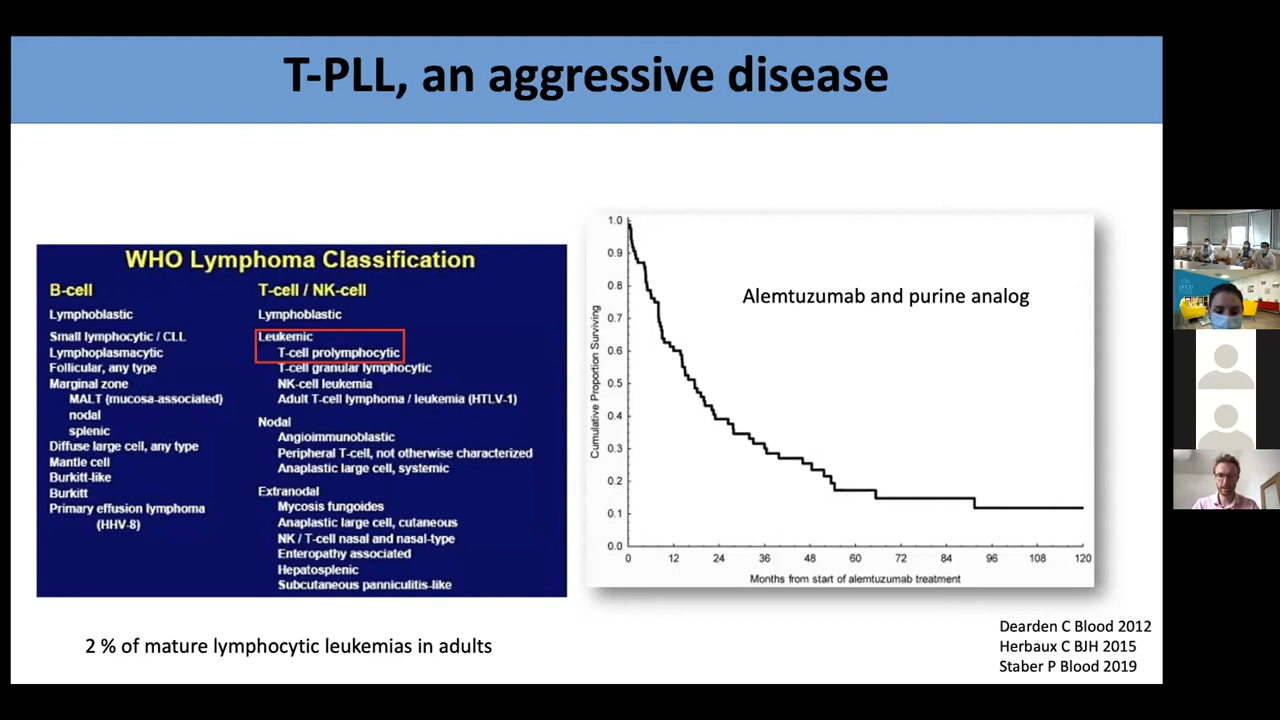 T-PLL, an aggressive disease
WHO Lymphoma Classification
B-cell
Lymphoblastic
Small lymphocytic / CLL
Lymphoplasmacytic
Follicular, any type
Marginal zone
MALT (mucosa-associated)
nodal
splenic
Diffuse large cell, any type
Mantle cell
Burkitt-like
Burkitt
Primary effusion lymphoma
(HHV-8)
T-cell / NK-cell
Lymphoblastic
Leukemic
T-cell prolymphocytic
T-cell granular lymphocytic
NK-cell leukemia
Adult T-cell lymphoma / leukemia (HTLV-1)
Nodal
Angioimmunoblastic
Peripheral T-cell, not otherwise characterized
Anaplastic large cell, systemic
Extranodal
Mycosis fungoides
Anaplastic large cell, cutaneous
NK / T-cell nasal and nasal-type
Enteropathy associated
Hepatosplenic
Subcutaneous panniculitis-like
2 % of mature lymphocytic leukemias in adults
Alemtuzumab and purine analog
Cumulative Proportion Surviving
1.0
0.9
0.8
0.7
0.6
0.5
0.4
0.3
0.2
0.1
0.0
0 12 24 36 48 60 72 84 96 108 120
Months from start of alemtuzumab treatment
Dearden C Blood 2012
Herbaux C BJH 2015
Staber P Blood 2019